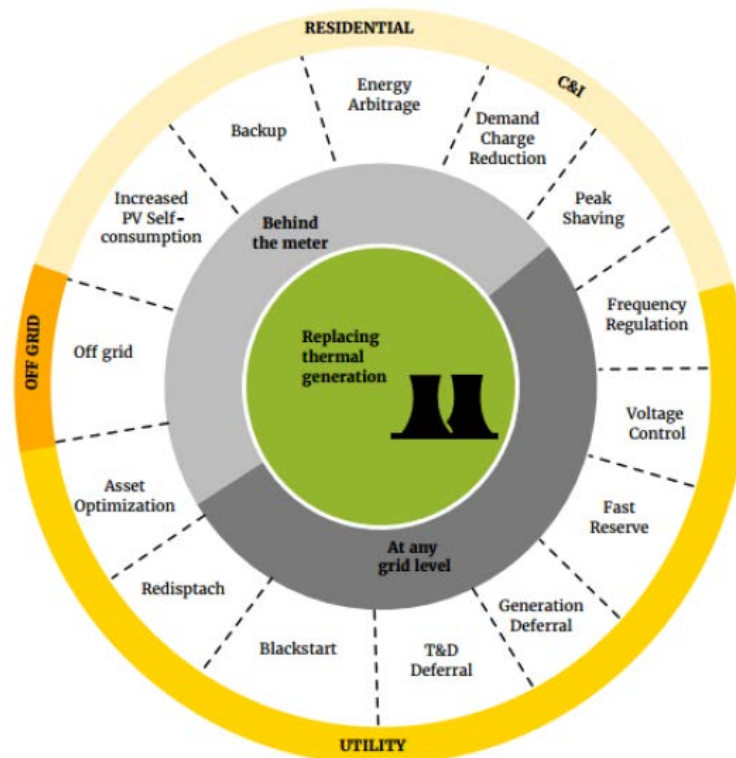 RESIDENTIAL
C&I
Energy
Arbitrage
Demand
Charge
Reduction
Backup
Peak
Shaving
Increased
PV Self-
consumption
Behind
the meter
Frequency
Regulation
OFF GRID
Off grid
Replacing
thermal
generation
Voltage
Control
Asset
Optimization
Fast
Reserve
At any
grid level
Redisptach
Generation
Deferral
Blackstart
T&D
Deferral
UTILITY